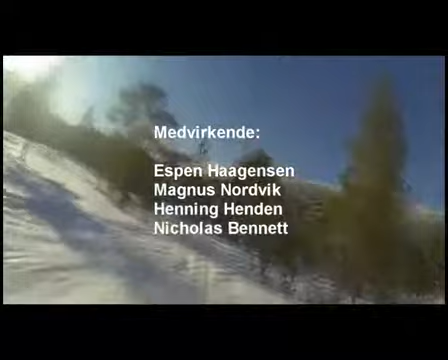 Medvirkende:
Espen Haagensen
Magnus Nordvik
Henning Henden
Nicholas Bennett